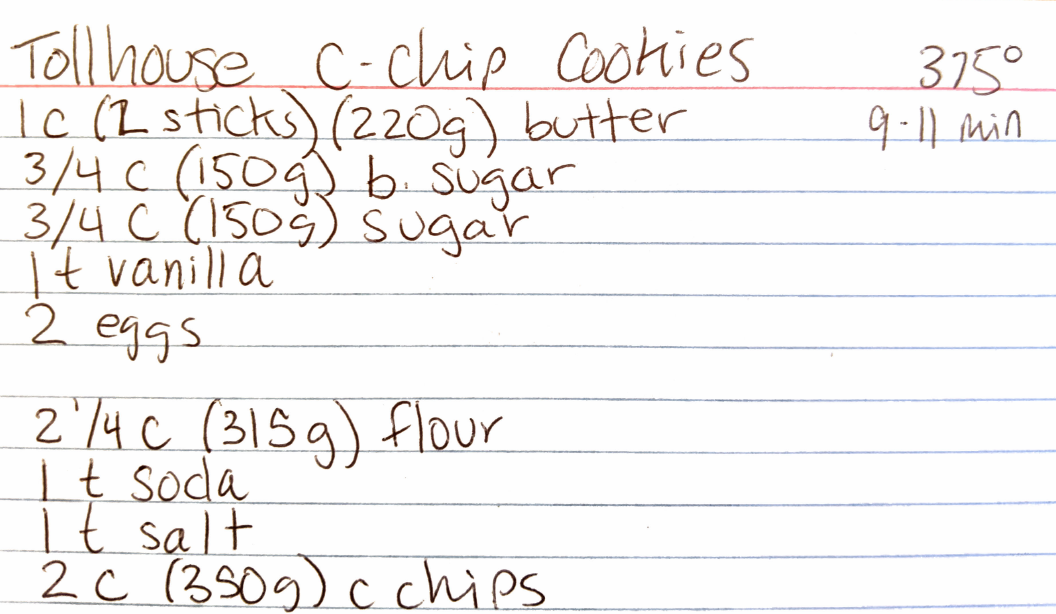 Tollhouse C-Chip Cookies 375°
1c (2 sticks) (220g) butter 9-11 min
3/4 c (150g) b. sugar
3/4 C (150g) sugar
1 t vanilla
2 eggs
2 1/4 c (315g) flour
1 t soda
1 t salt
2 c (350g) c chips